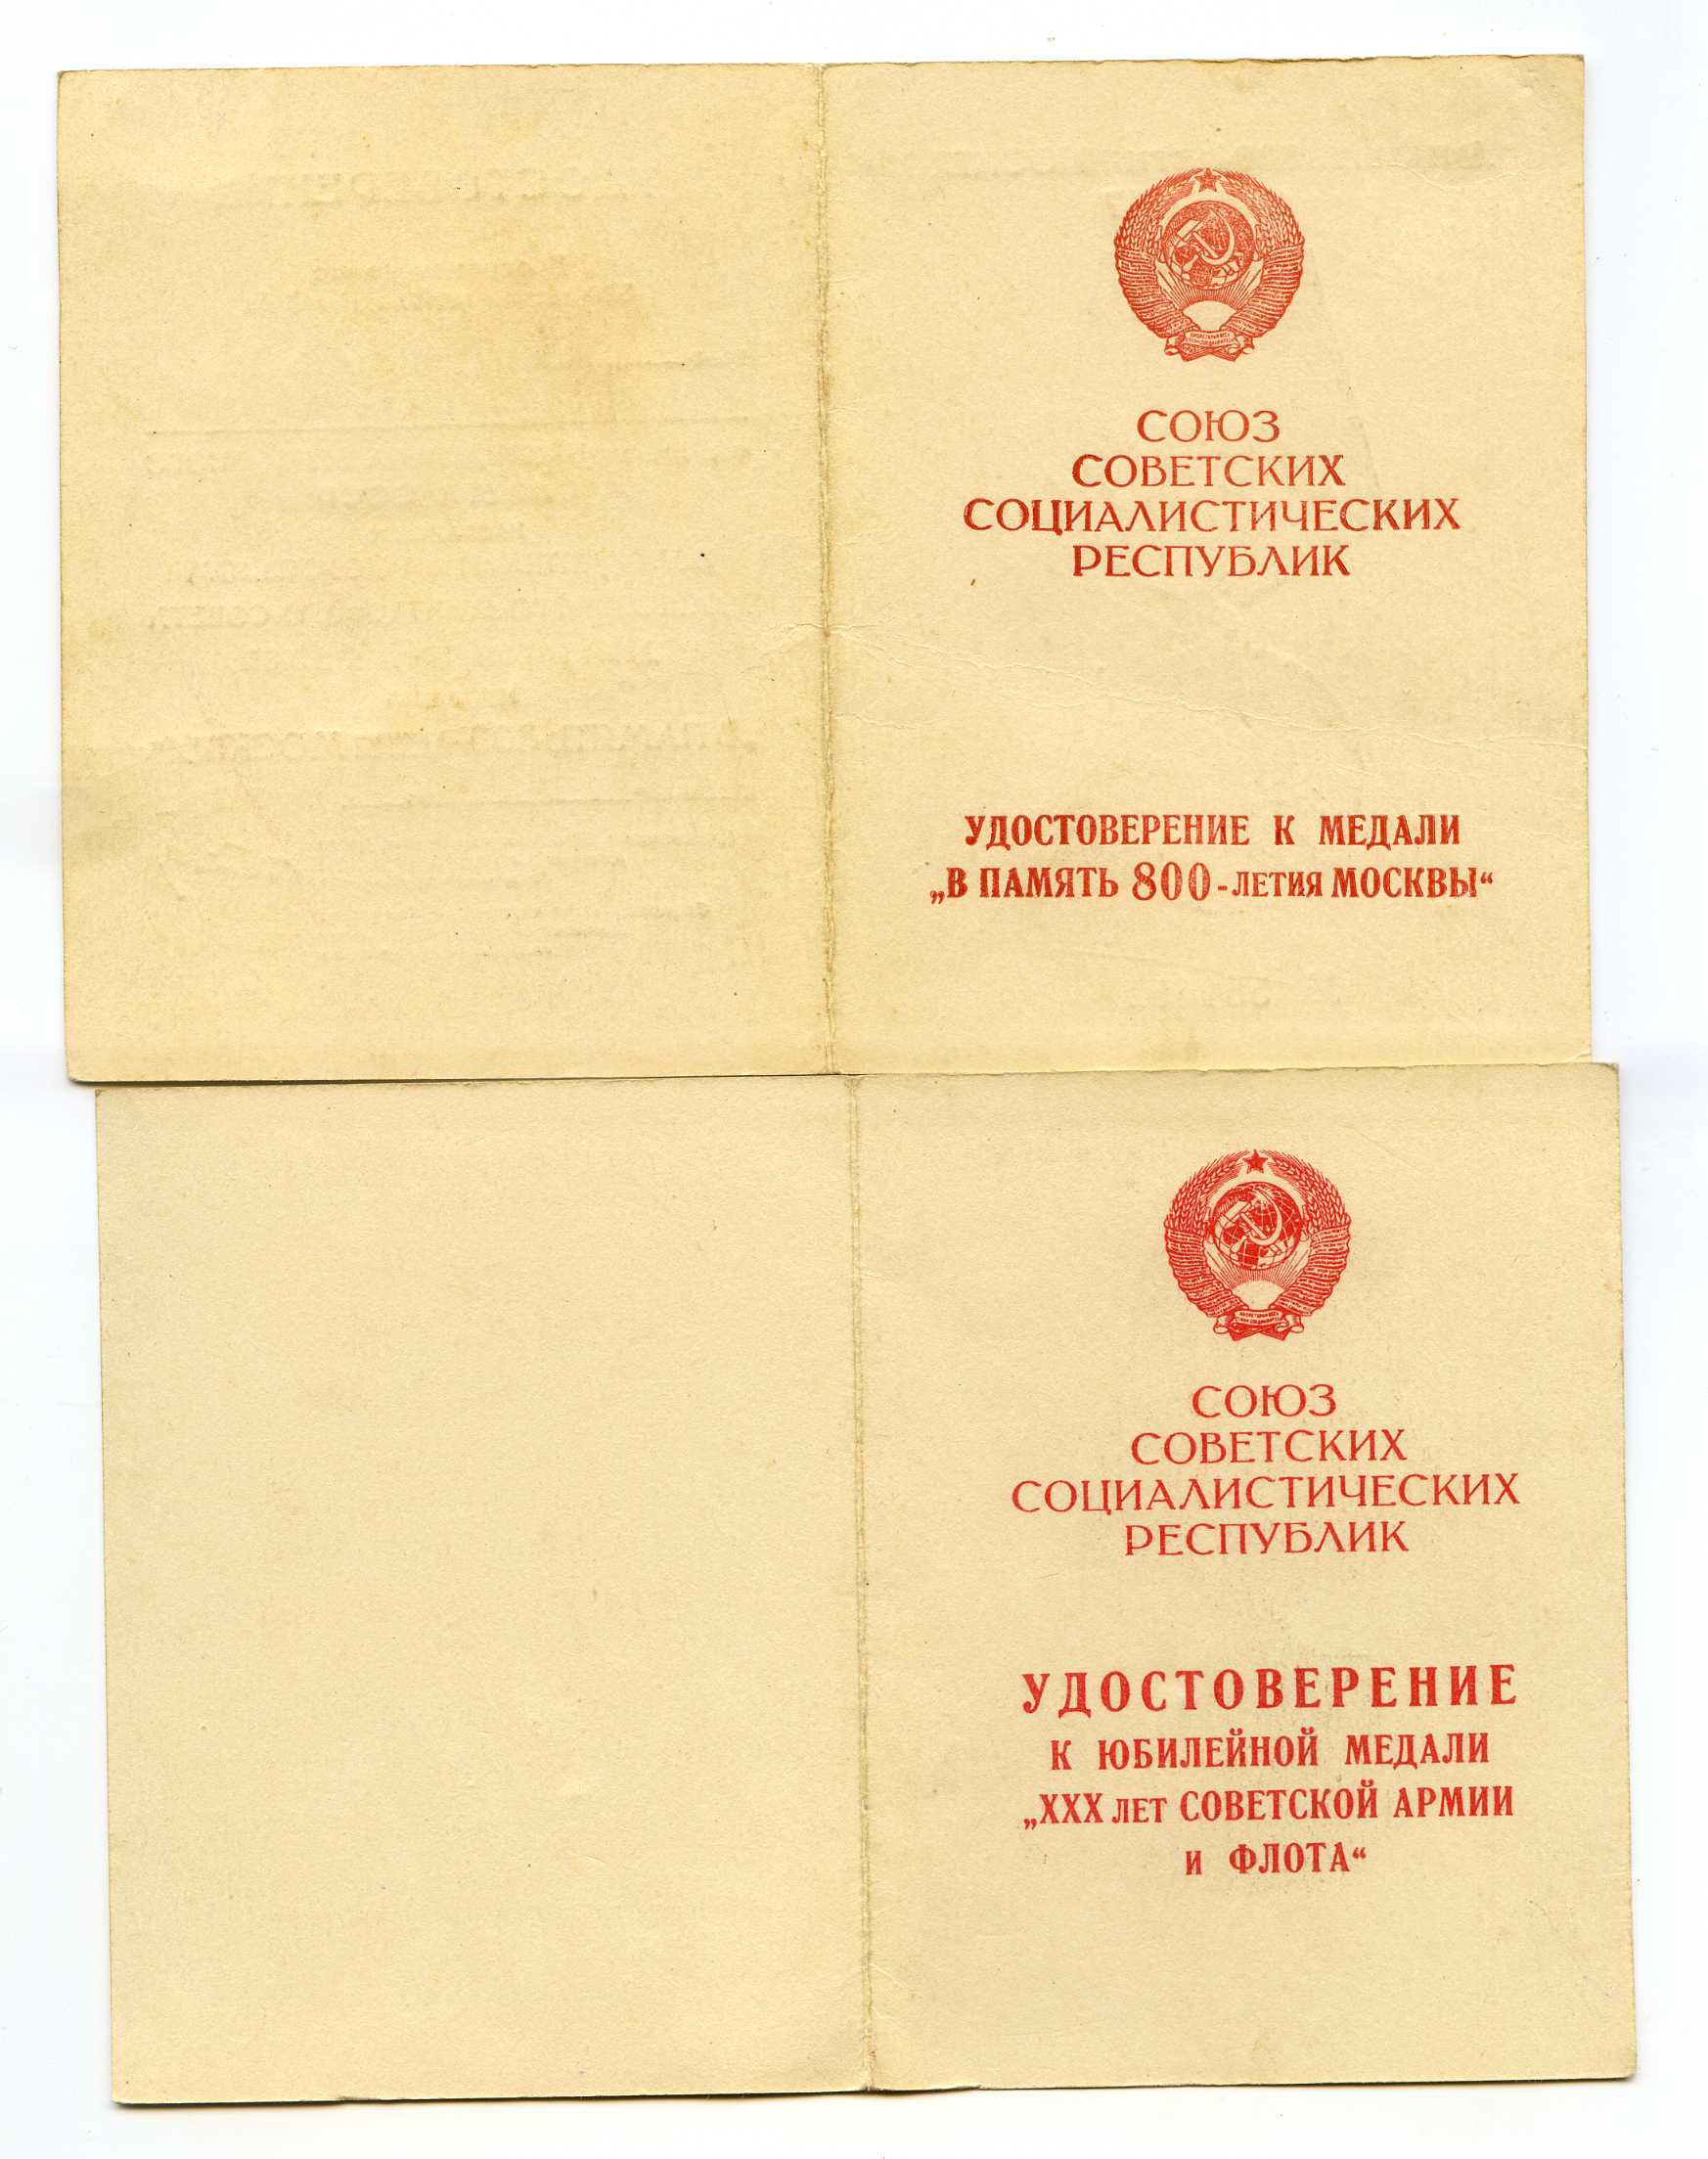 СОЮЗ
СОВЕТСКИХ
СОЦИАЛИСТИЧЕСКИХ
РЕСПУБЛИК
УДОСТОВЕРЕНИЕ К МЕДАЛИ
„В ПАМЯТЬ 800-ЛЕТИЯ МОСКВЫ“
СОЮЗ
СОВЕТСКИХ
СОЦИАЛИСТИЧЕСКИХ
РЕСПУБЛИК
УДОСТОВЕРЕНИЕ
К ЮБИЛЕЙНОЙ МЕДАЛИ
„XXX ЛЕТ СОВЕТСКОЙ АРМИИ
И ФЛОТА“